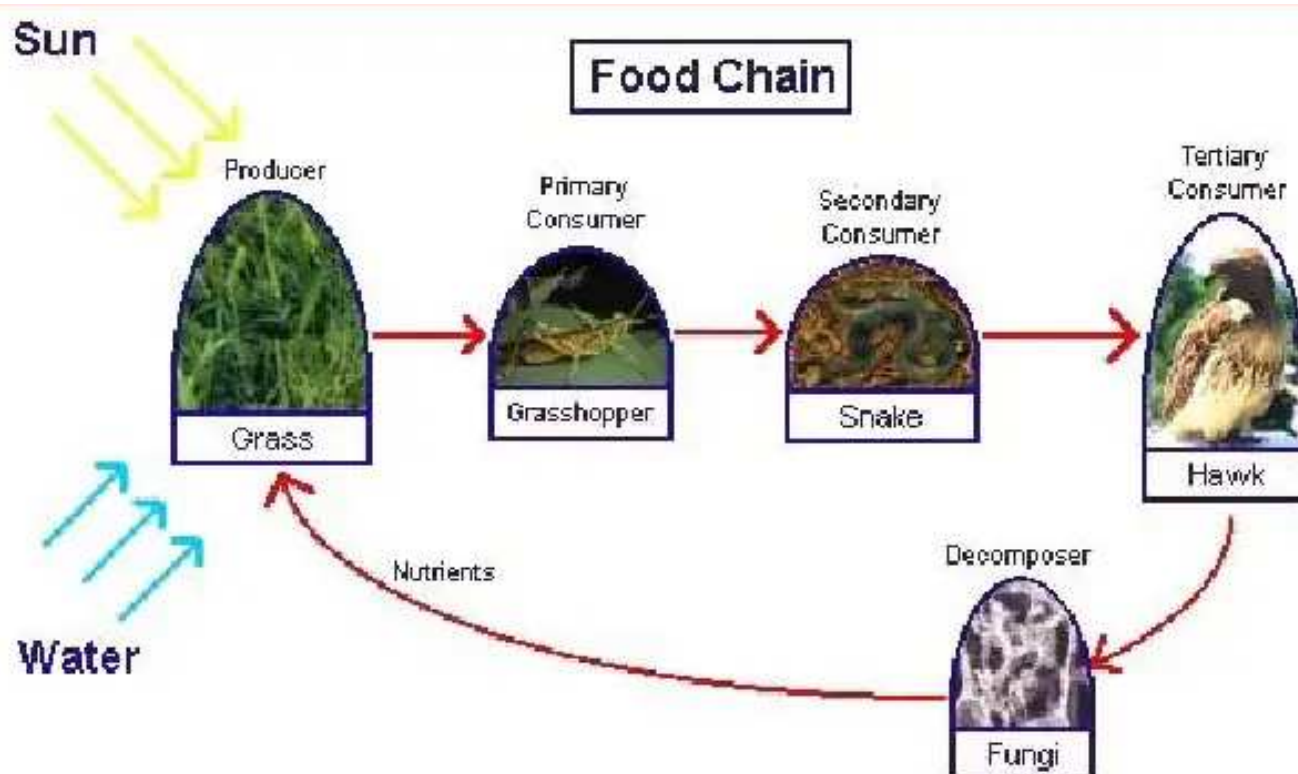 Sun
Food Chain
Producer
Primary
Consumer
Secondary
Consumer
Tertiary
Consumer
Grass
Grasshopper
Snake
Hawk
Nutrients
Decomposer
Water
Fungi